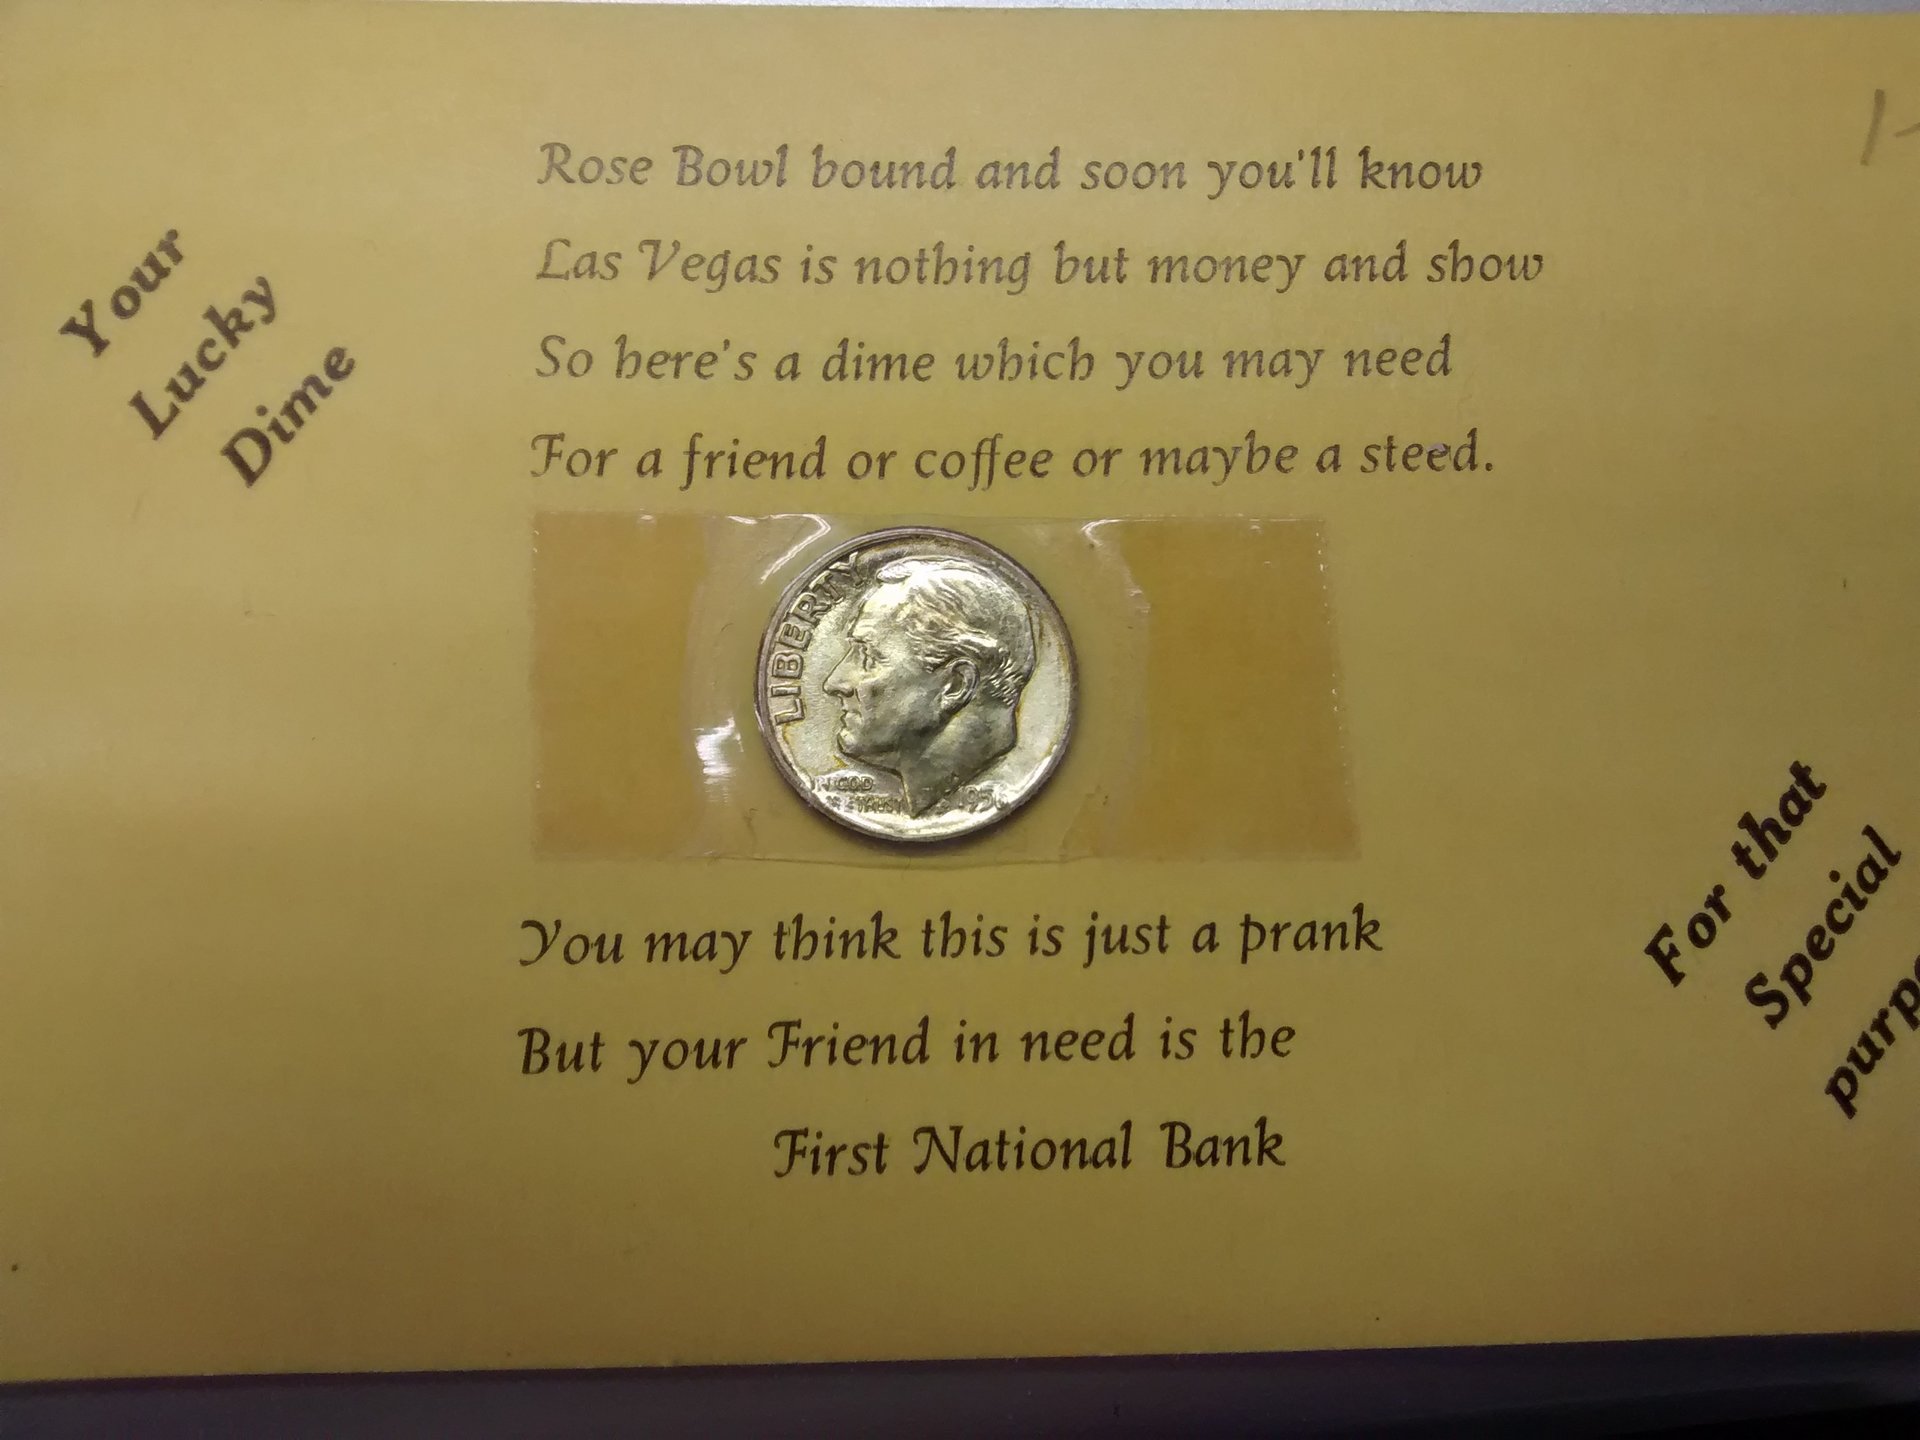 Your
Lucky
Dime
Rose Bowl bound and soon you'll know
Las Vegas is nothing but money and show
So here's a dime which you may need
For a friend or coffee or maybe a steed.
LIBERTY
IN GOD
WE TRUST
You may think this is just a prank
But your Friend in need is the
First National Bank
For that
Special